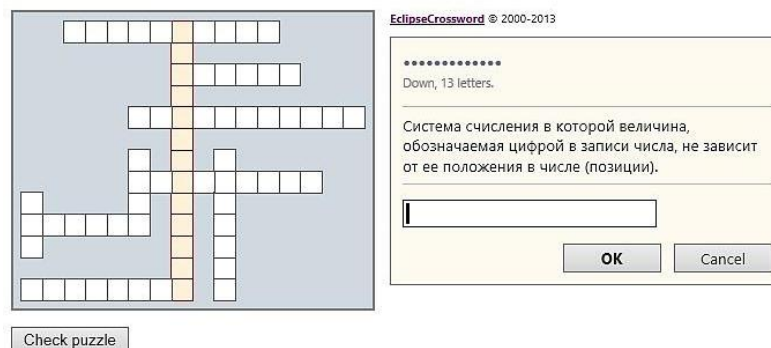 EclipseCrossword © 2000-2013
•••••••••••••
Down, 13 letters.
Система счисления в которой величина,
обозначаемая цифрой в записи числа, не зависит
от ее положения в числе (позиции).
OK
Cancel
Check puzzle